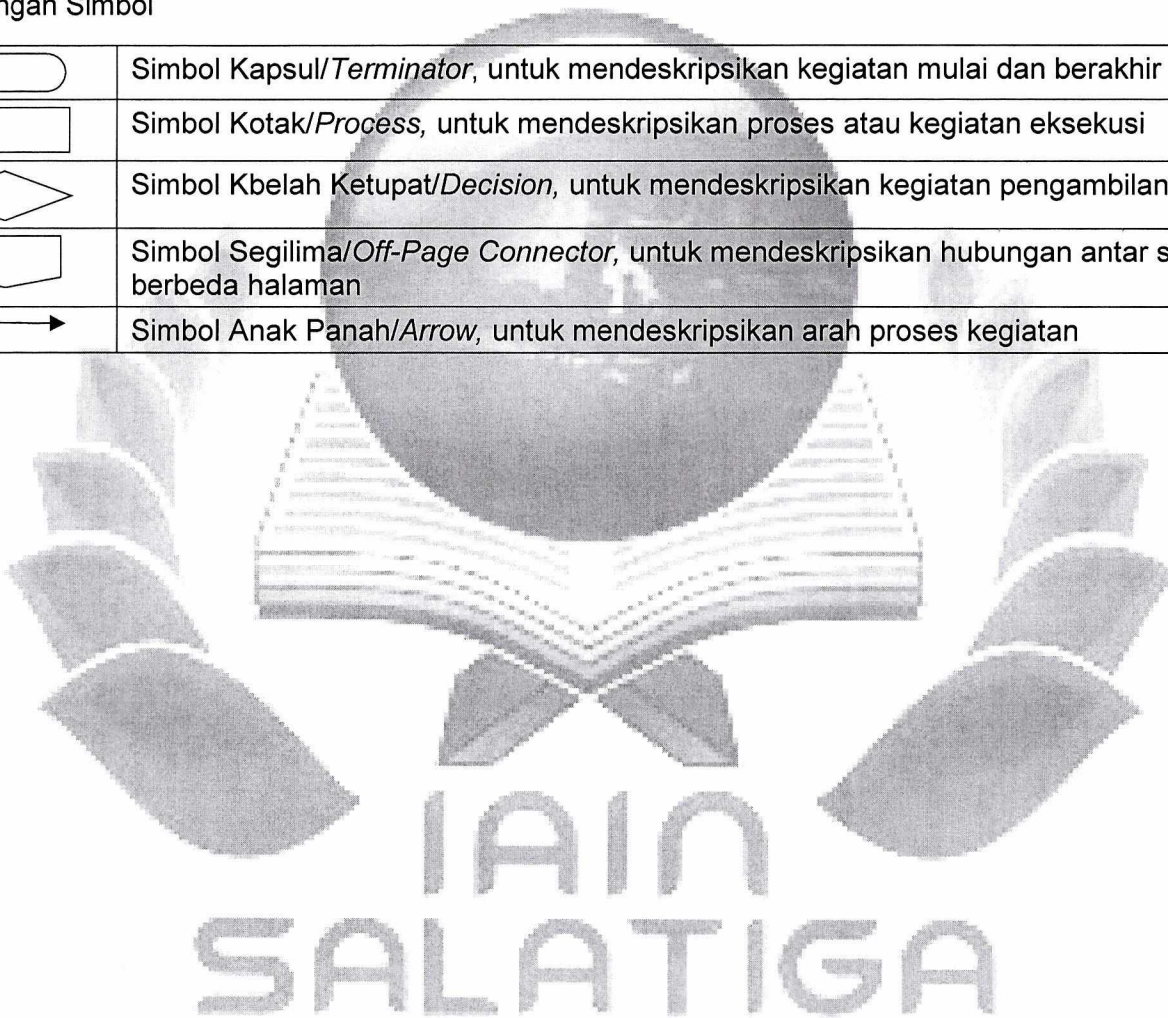 ngan Simbol
Simbol Kapsul/Terminator, untuk mendeskripsikan kegiatan mulai dan berakhir
Simbol Kotak/Process, untuk mendeskripsikan proses atau kegiatan eksekusi
Simbol Kbelah Ketupat/Decision, untuk mendeskripsikan kegiatan pengambilan
Simbol Segilima/Off-Page Connector, untuk mendeskripsikan hubungan antar s
berbeda halaman
Simbol Anak Panah/Arrow, untuk mendeskripsikan arah proses kegiatan
IAIN
SALATIGA